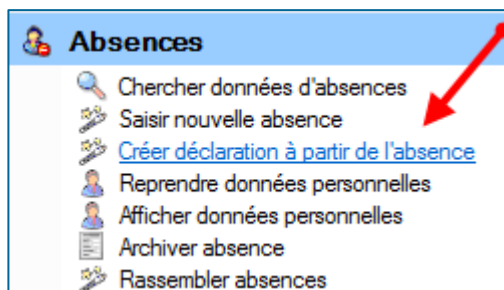 Absences
Chercher données d'absences
Saisir nouvelle absence
Créer déclaration à partir de l'absence
Reprendre données personnelles
Afficher données personnelles
Archiver absence
Rassembler absences